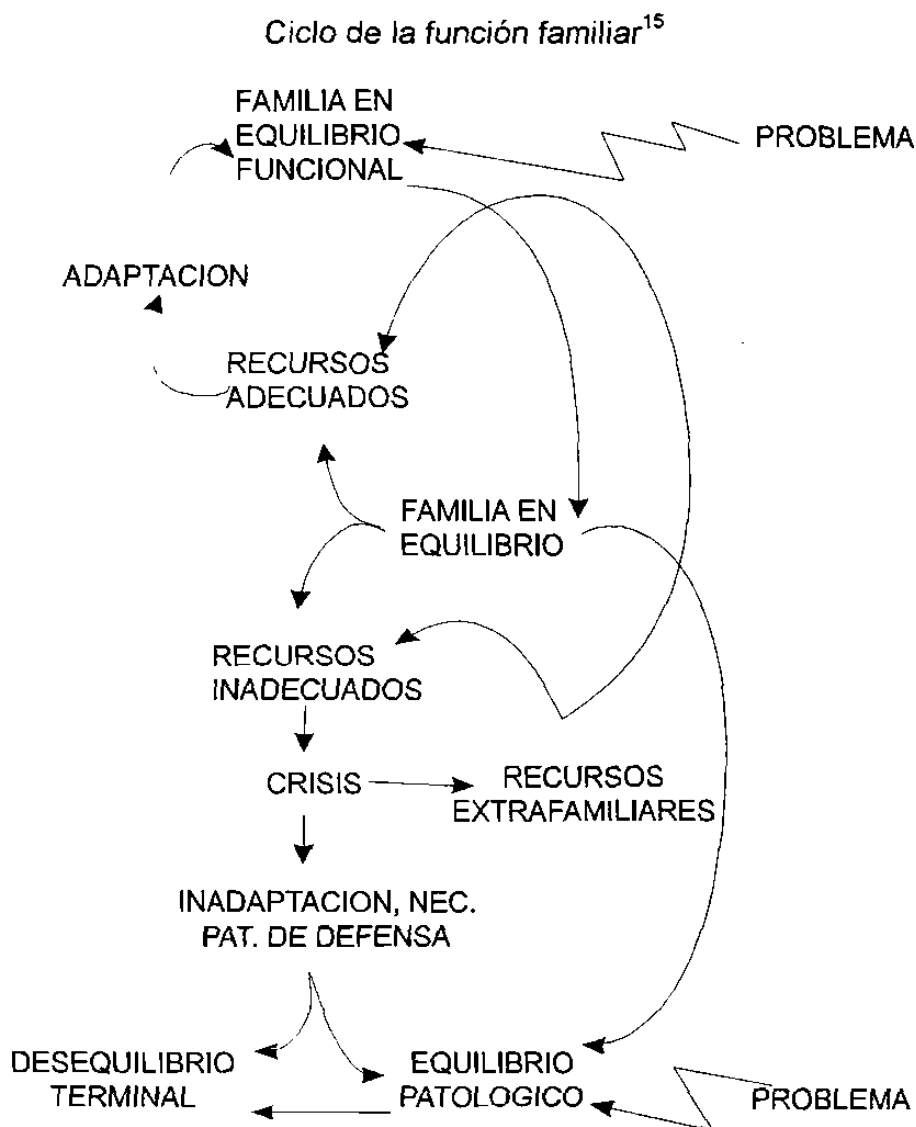 Ciclo de la función familiar15
FAMILIA EN
EQUILIBRIO
FUNCIONAL
PROBLEMA
ADAPTACION
RECURSOS
ADECUADOS
FAMILIA EN
EQUILIBRIO
RECURSOS
INADECUADOS
CRISIS
RECURSOS
EXTRAFAMILIARES
INADAPTACION, NEC.
PAT. DE DEFENSA
DESEQUILIBRIO
TERMINAL
EQUILIBRIO
PATOLOGICO
PROBLEMA